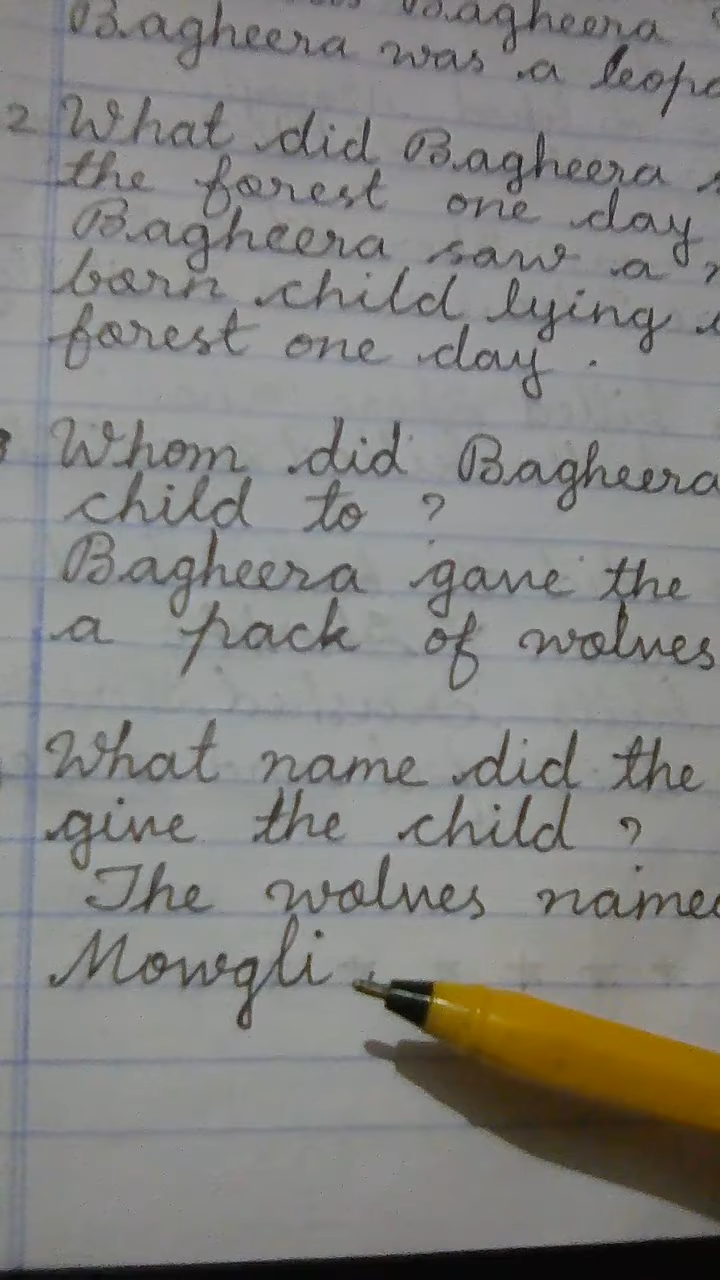 Bagheera
Bagheera was a leop
2 What did Bagheera
the forest one day
Bagheera saw a
born child lying
forest one day.
Whom did Bagheera
child to ?
Bagheera gave the
a pack of wolves
What name did the
give the child ?
The wolves name
Mowgli